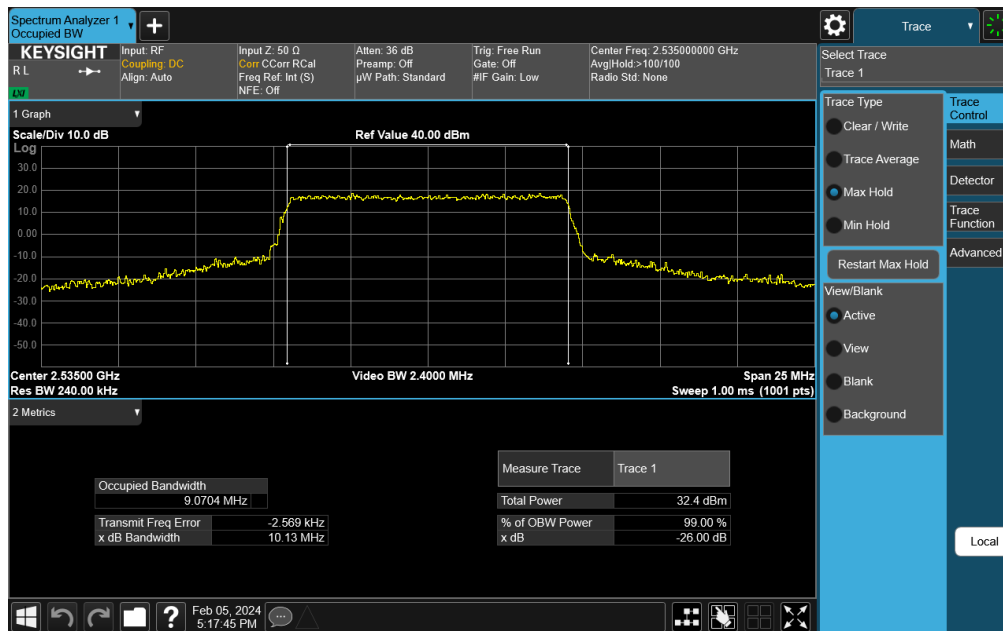 Spectrum Analyzer 1
Occupied BW
Trace
KEYSIGHT
R L
LXI
Input: RF
Coupling: DC
Align: Auto
Input Z: 50 Ω
Corr CCorr RCal
Freq Ref: Int (S)
NFE: Off
Atten: 36 dB
Preamp: Off
µW Path: Standard
Trig: Free Run
Gate: Off
#IF Gain: Low
Center Freq: 2.535000000 GHz
Avg|Hold:>100/100
Radio Std: None
Select Trace
Trace 1
1 Graph
Scale/Div 10.0 dB
Ref Value 40.00 dBm
Log
30.0
20.0
10.0
0.00
-10.0
-20.0
-30.0
-40.0
-50.0
Center 2.53500 GHz
Video BW 2.4000 MHz
Span 25 MHz
Res BW 240.00 kHz
Sweep 1.00 ms (1001 pts)
Trace Type
Clear / Write
Trace Average
Max Hold
Min Hold
Restart Max Hold
View/Blank
Active
View
Blank
Background
Trace
Control
Math
Detector
Trace
Function
Advanced
2 Metrics
Occupied Bandwidth
9.0704 MHz
Transmit Freq Error -2.569 kHz
x dB Bandwidth 10.13 MHz
Measure Trace Trace 1
Total Power 32.4 dBm
% of OBW Power 99.00 %
x dB -26.00 dB
Local
?
Feb 05, 2024
5:17:45 PM